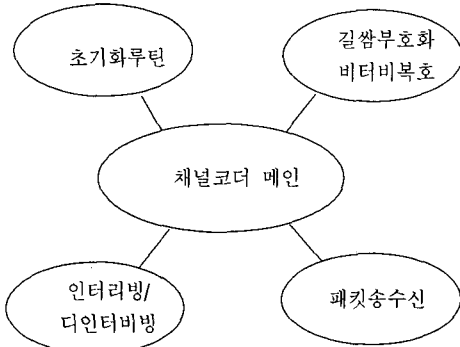 초기화루틴
길쌈부호화
비터비복호
채널코더 메인
인터리빙/
디인터비빙
패킷송수신